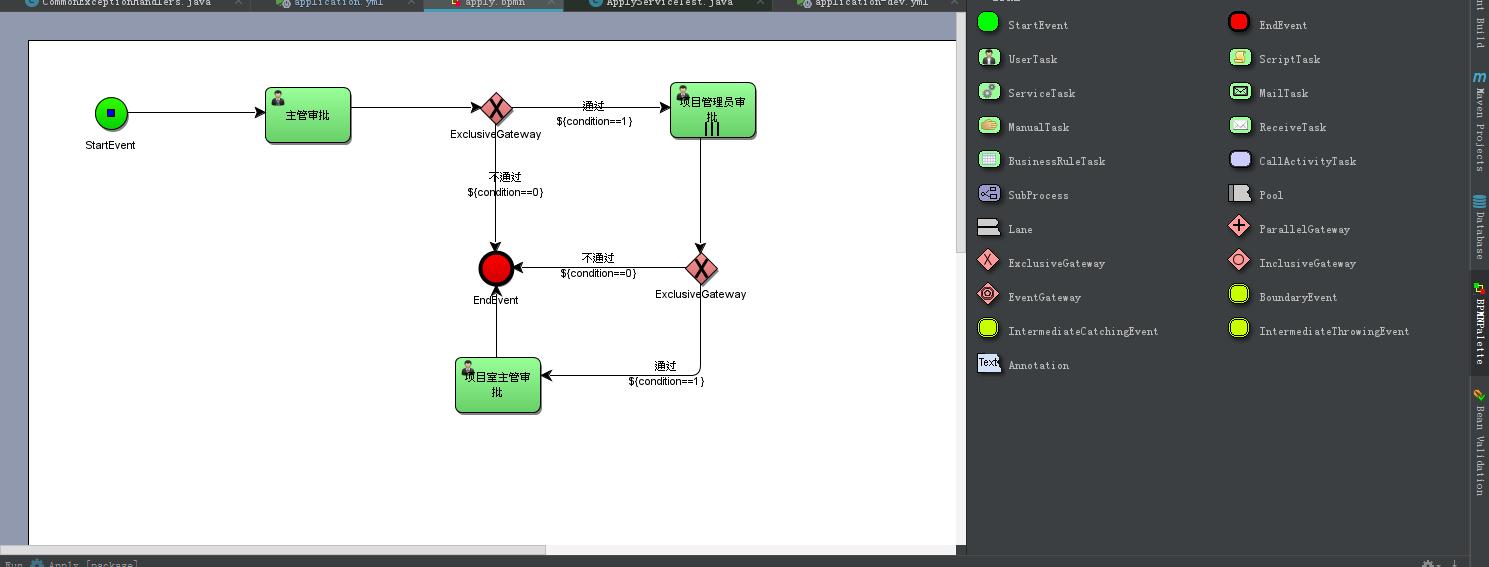 CommonExceptionHandlers.java
application.yml
apply.bpmn
ApplyServiceTest.java
application-dev.yml
StartEvent
主管审批
ExclusiveGateway
通过
${condition==1}
项目管理员审
批
不通过
${condition==0}
EndEvent
不通过
${condition==0}
ExclusiveGateway
项目室主管审
批
通过
${condition==1}
StartEvent
EndEvent
UserTask
ScriptTask
ServiceTask
MailTask
ManualTask
ReceiveTask
BusinessRuleTask
CallActivityTask
SubProcess
Pool
Lane
ParallelGateway
ExclusiveGateway
InclusiveGateway
EventGateway
BoundaryEvent
IntermediateCatchingEvent
IntermediateThrowingEvent
Text
Annotation
nt Build
m Maven Projects
Database
BPMNPalette
Bean Validation
Run Apply [package]